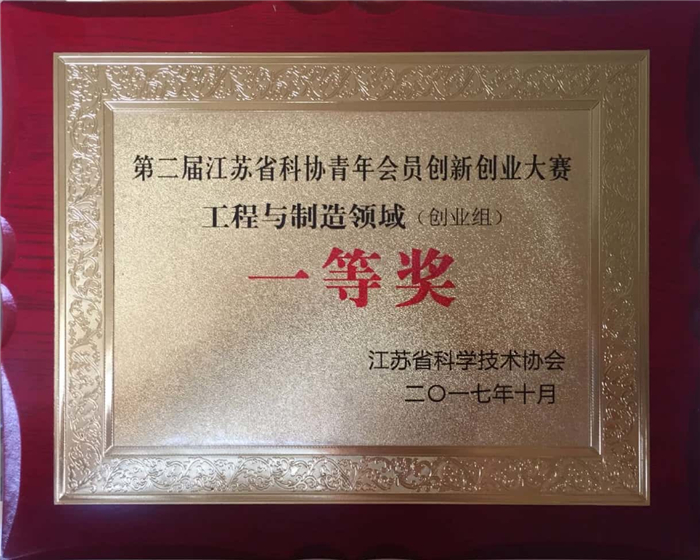 第二届江苏省科协青年会员创新创业大赛
工程与制造领域（创业组）
一等奖
江苏省科学技术协会
二〇一七年十月